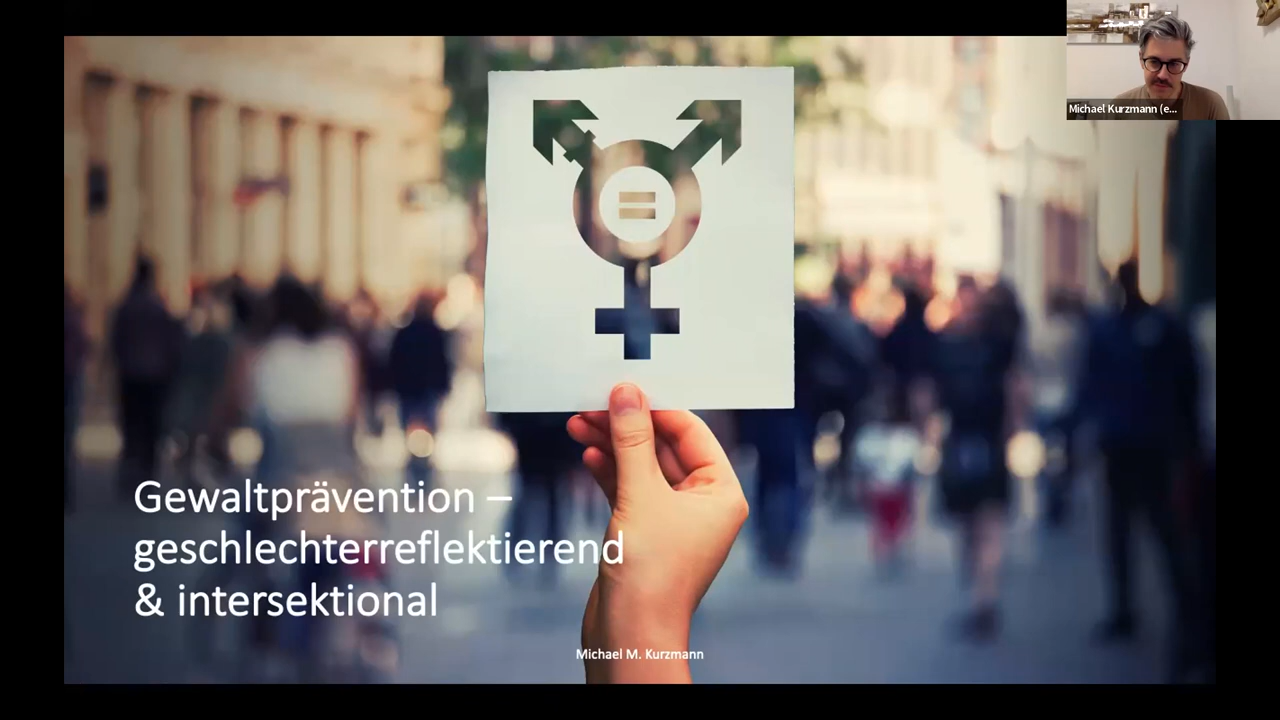 Michael Kurzmann (e...
Gewaltprävention –
geschlechterreflektierend
& intersektional
Michael M. Kurzmann